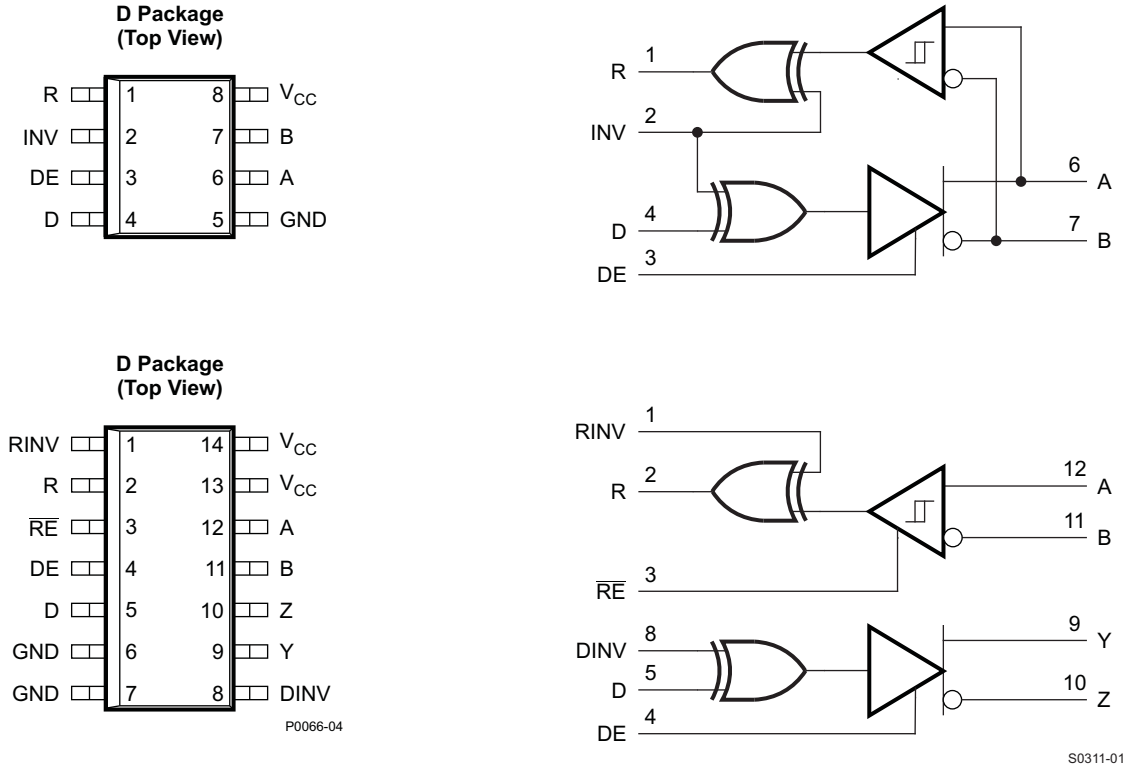 D Package
(Top View)
R 1 8 VCC
INV 2 7 B
DE 3 6 A
D 4 5 GND
1
R
2
INV
6
A
4
D
7
B
3
DE
D Package
(Top View)
RINV 1 14 VCC
R 2 13 VCC
R̅E̅ 3 12 A
DE 4 11 B
D 5 10 Z
GND 6 9 Y
GND 7 8 DINV
P0066-04
1
RINV
2
R
12
A
11
B
3
R̅E̅
8
DINV
5
D
4
DE
9
Y
10
Z
S0311-01